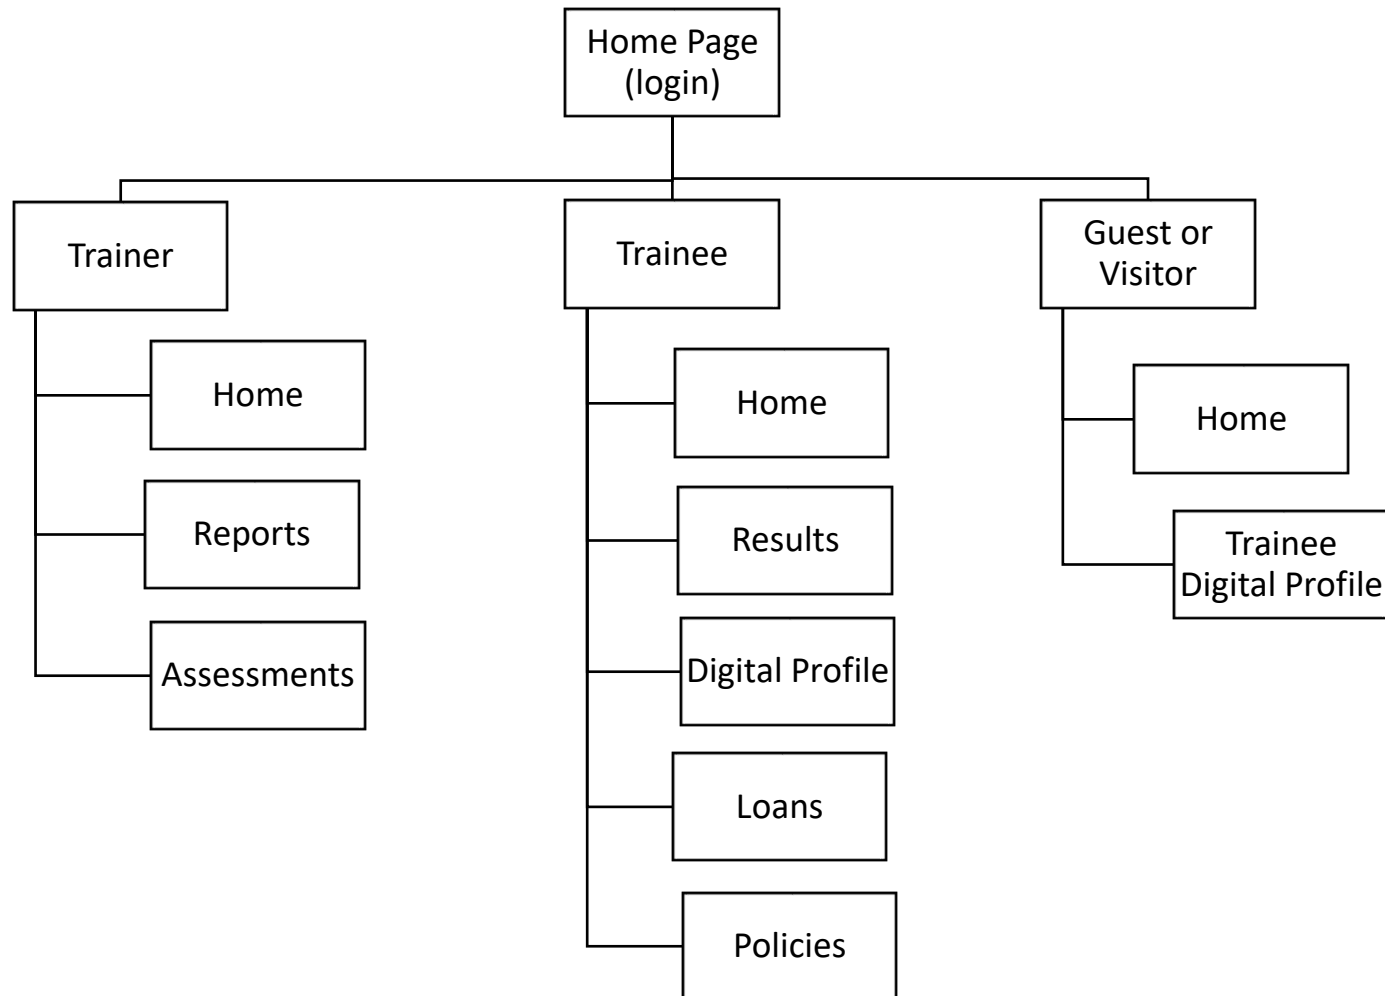 Home Page
(login)
Trainer
Trainee
Guest or
Visitor
Home
Reports
Assessments
Home
Results
Digital Profile
Loans
Policies
Home
Trainee
Digital Profile